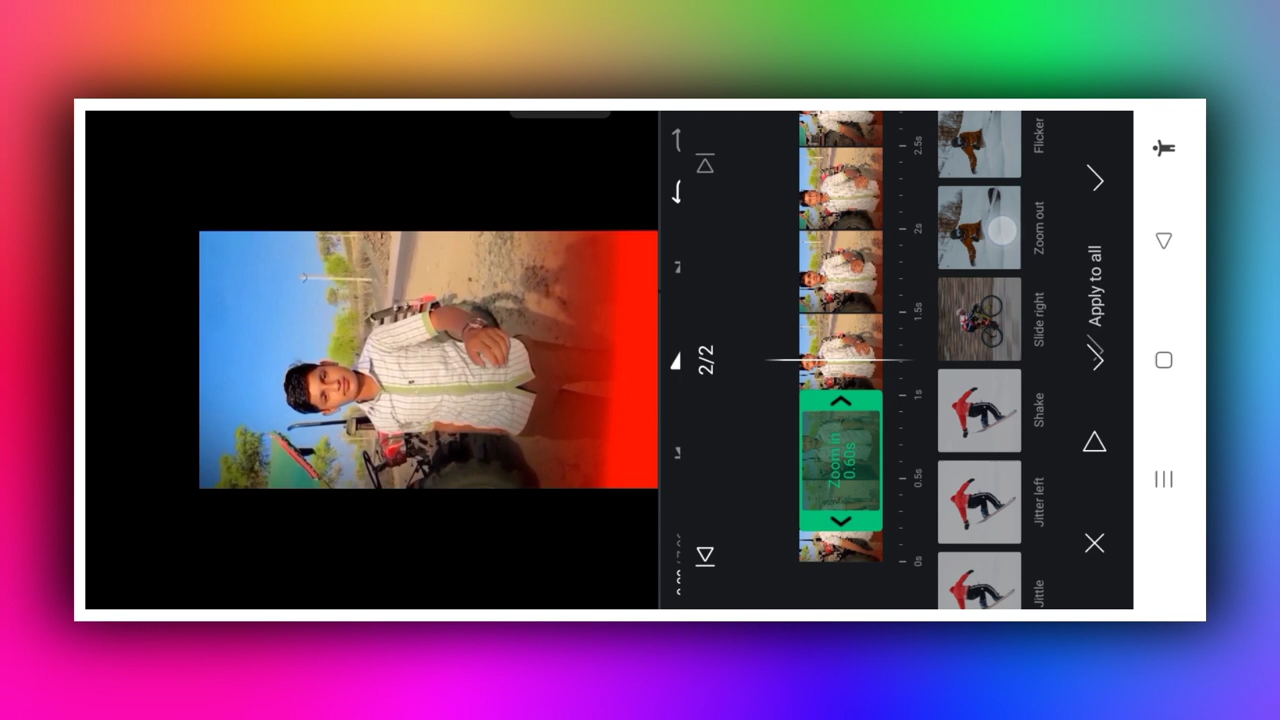 2/2
Zoom in
0.60s
0s
0.5s
1s
1.5s
2s
2.5s
Jittle
Jitter left
Shake
Slide right
Zoom out
Flicker
Apply to all